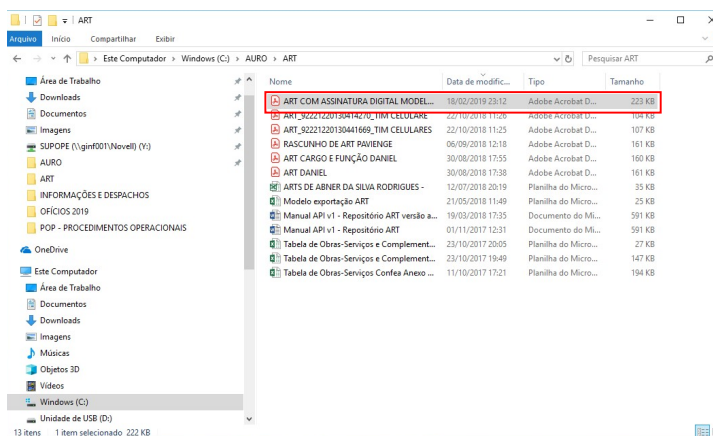 ART
Arquivo Início Compartilhar Exibir
Este Computador > Windows (C:) > AURO > ART
Pesquisar ART
Área de Trabalho
Downloads
Documentos
Imagens
SUPOPE (\\ginf001\Novell) (Y:)
AURO
ART
INFORMAÇÕES E DESPACHOS
OFÍCIOS 2019
POP - PROCEDIMENTOS OPERACIONAIS
OneDrive
Este Computador
Área de Trabalho
Documentos
Downloads
Imagens
Músicas
Objetos 3D
Vídeos
Windows (C:)
Unidade de USB (D:)
Nome Data de modific... Tipo Tamanho
ART COM ASSINATURA DIGITAL MODEL... 18/02/2019 23:12 Adobe Acrobat D... 223 KB
ART_92221220130414270_TIM CELULARE 22/10/2018 11:26 Adobe Acrobat D... 104 KB
ART_92221220130441669_TIM CELULARES 22/10/2018 11:25 Adobe Acrobat D... 107 KB
RASCUNHO DE ART PAVIENGE 06/09/2018 12:18 Adobe Acrobat D... 161 KB
ART CARGO E FUNÇÃO DANIEL 30/08/2018 17:55 Adobe Acrobat D... 160 KB
ART DANIEL 30/08/2018 17:38 Adobe Acrobat D... 161 KB
ARTS DE ABNER DA SILVA RODRIGUES - 12/07/2018 20:19 Planilha do Micro... 35 KB
Modelo exportação ART 21/05/2018 11:49 Planilha do Micro... 25 KB
Manual API v1 - Repositório ART versão a... 19/03/2018 17:35 Documento do Mi... 591 KB
Manual API v1 - Repositório ART 01/11/2017 12:31 Documento do Mi... 591 KB
Tabela de Obras-Serviços e Complement... 23/10/2017 20:05 Planilha do Micro... 27 KB
Tabela de Obras-Serviços e Complement... 23/10/2017 19:49 Planilha do Micro... 147 KB
Tabela de Obras-Serviços Confea Anexo ... 11/10/2017 17:21 Planilha do Micro... 194 KB
13 itens 1 item selecionado 222 KB